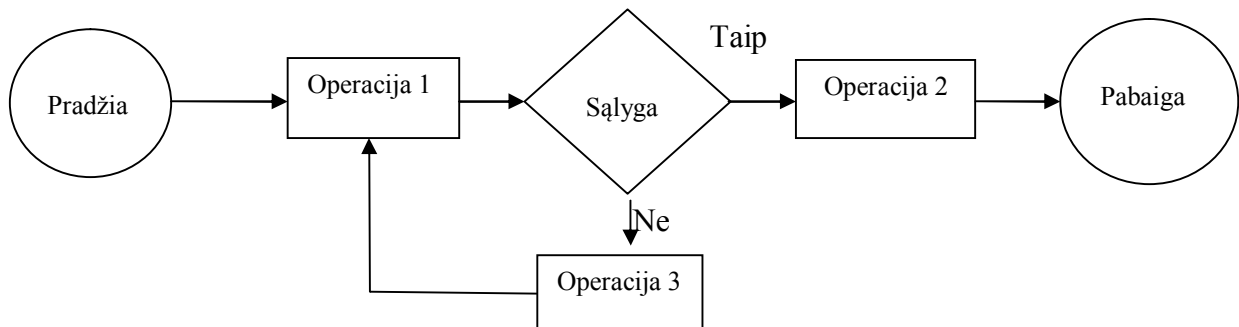 Pradžia
Operacija 1
Sąlyga
Taip
Operacija 2
Pabaiga
Ne
Operacija 3